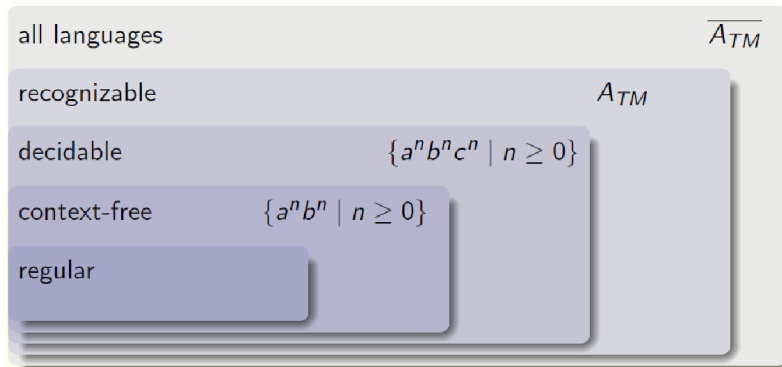 all languages $\overline{A_{TM}}$
recognizable $A_{TM}$
decidable $\{a^n b^n c^n \mid n \geq 0\}$
context-free $\{a^n b^n \mid n \geq 0\}$
regular